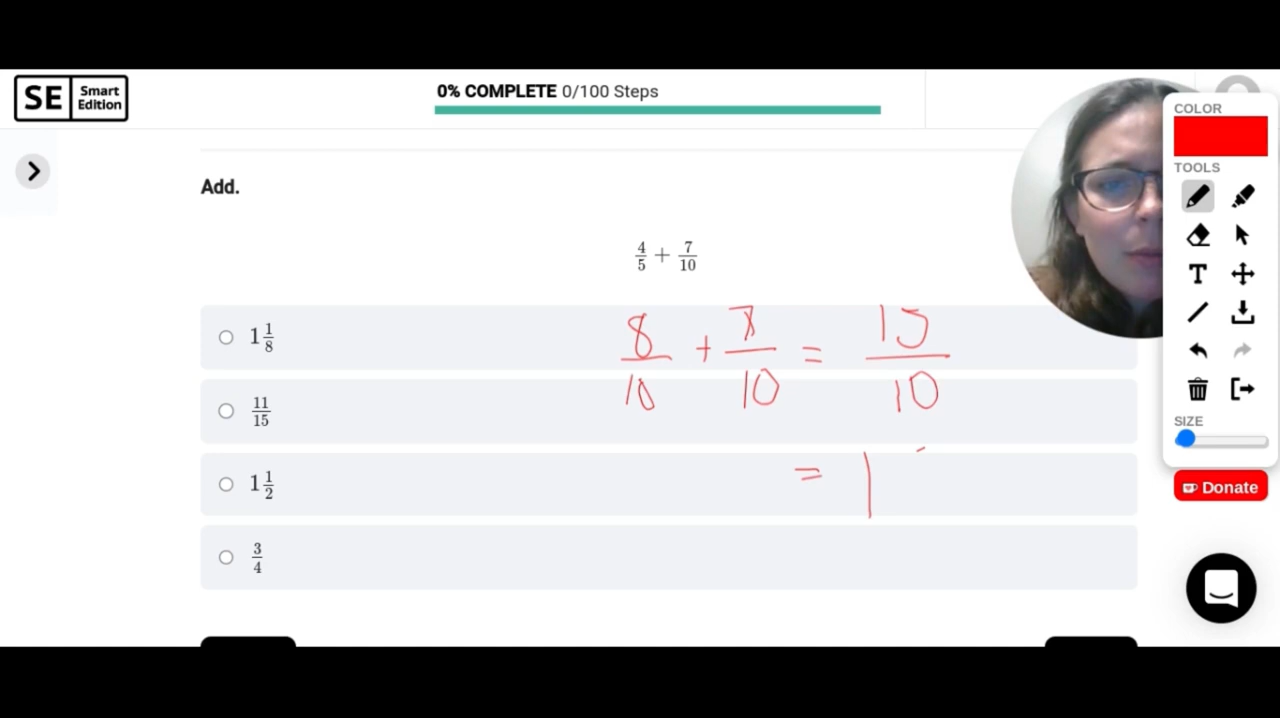 SE Smart Edition
0% COMPLETE 0/100 Steps
COLOR
TOOLS
Add.
4/5 + 7/10
1 1/8
8/10 + 7/10 = 15/10
11/15
T
SIZE
1 1/2
= 1
Donate
3/4